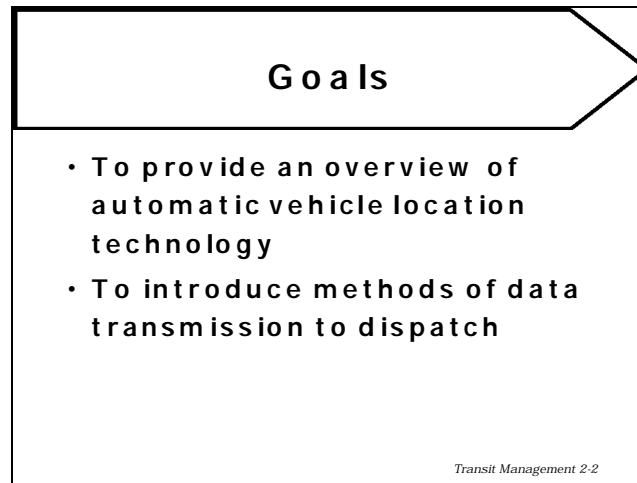 Goals
• To provide an overview of
automatic vehicle location
technology
• To introduce methods of data
transmission to dispatch
Transit Management 2-2